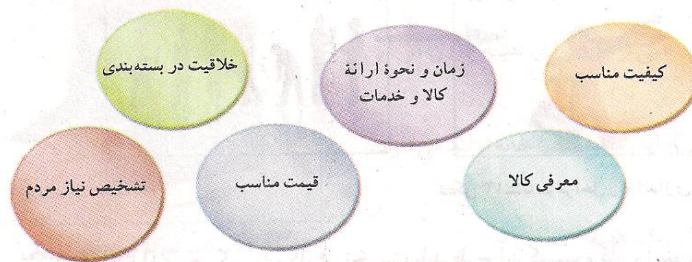 کیفیت مناسب
زمان و نحوهٔ ارائهٔ
کالا و خدمات
خلاقیت در بسته‌بندی
معرفی کالا
قیمت مناسب
تشخیص نیاز مردم